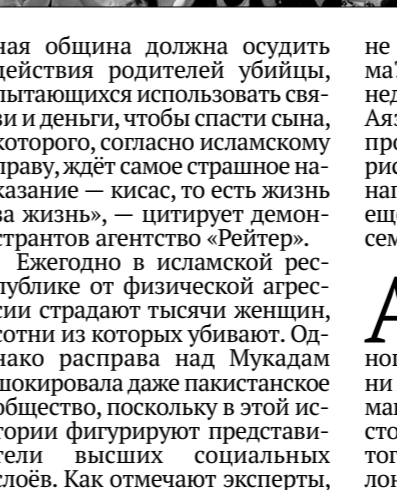 ная община должна осудить
действия родителей убийцы,
пытающихся использовать свя-
зи и деньги, чтобы спасти сына,
которого, согласно исламскому
праву, ждёт самое страшное на-
казание — кисас, то есть жизнь
за жизнь», — цитирует демон-
странтов агентство «Рейтер».
Ежегодно в исламской рес-
публике от физической агрес-
сии страдают тысячи женщин,
сотни из которых убивают. Од-
нако расправа над Мукадам
шокировала даже пакистанское
общество, поскольку в этой ис-
тории фигурируют представи-
тели высших социальных
слоёв. Как отмечают эксперты,
не